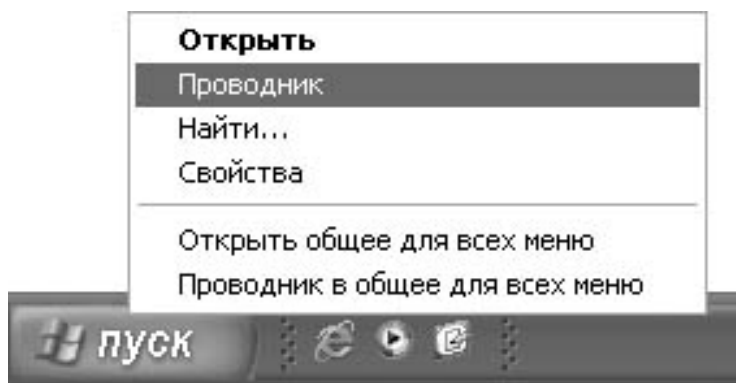 Открыть
Проводник
Найти...
Свойства
Открыть общее для всех меню
Проводник в общее для всех меню
пуск